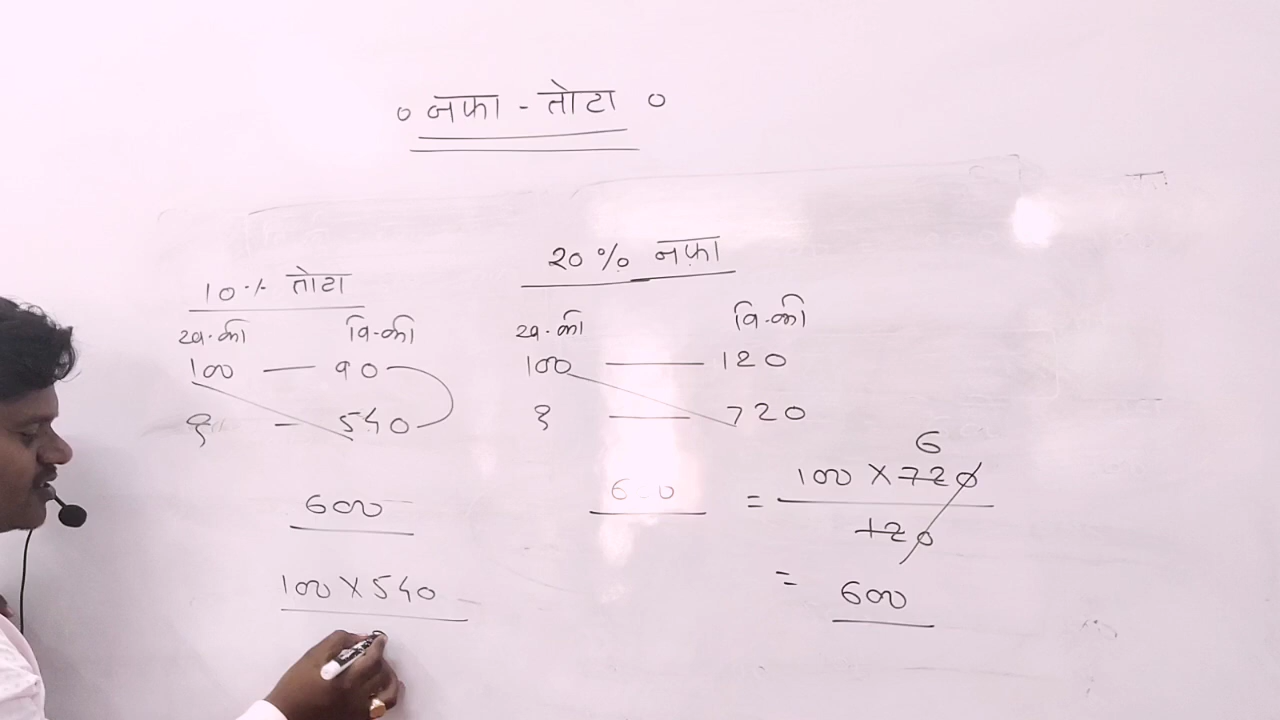 ० नफा - तोटा ०
10% तोटा
ख.की वि.की
100 — 90
? — 540
600
100 × 540
20% नफा
ख.की वि.की
100 — 120
? — 720
600
6
= 100 × 720
120
= 600